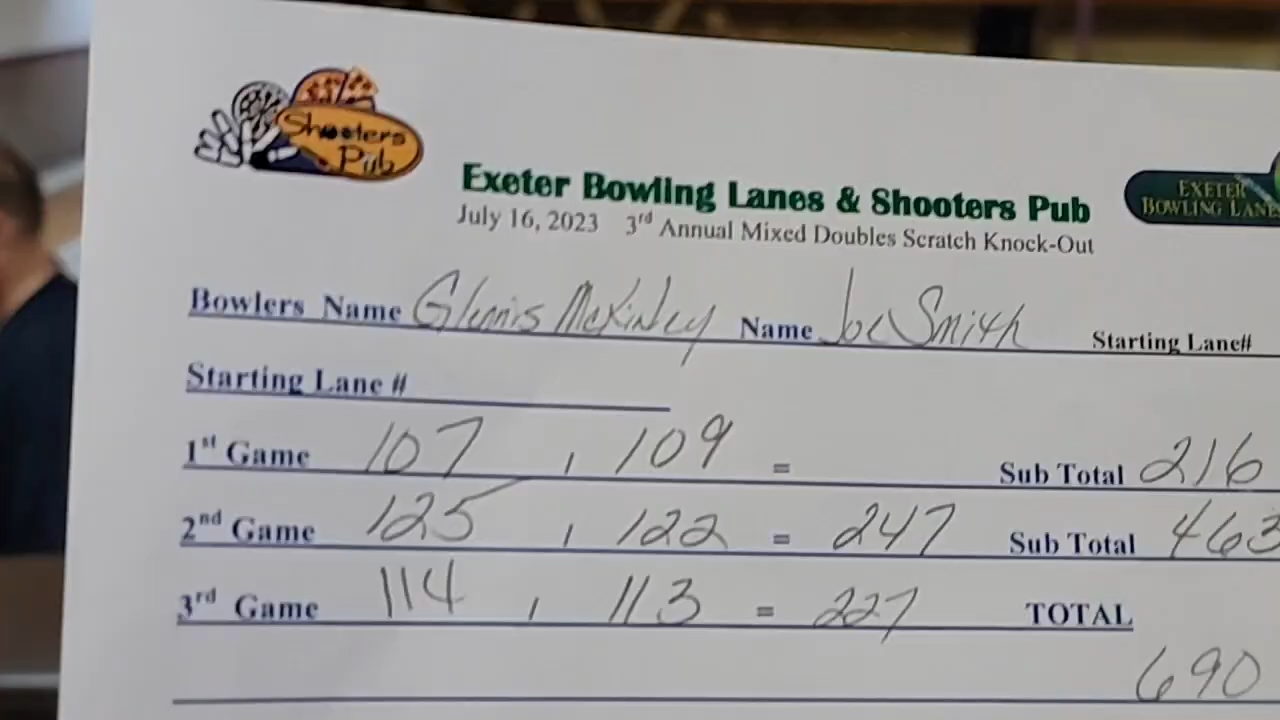 Shooters
Pub
Exeter Bowling Lanes & Shooters Pub
EXETER
BOWLING LANES
July 16, 2023 3rd Annual Mixed Doubles Scratch Knock-Out
Bowlers Name Glennis McKinley Name Joe Smith Starting Lane#
Starting Lane #
1st Game 107 , 109 = Sub Total 216
2nd Game 125 , 122 = 247 Sub Total 463
3rd Game 114 , 113 = 227 TOTAL
690